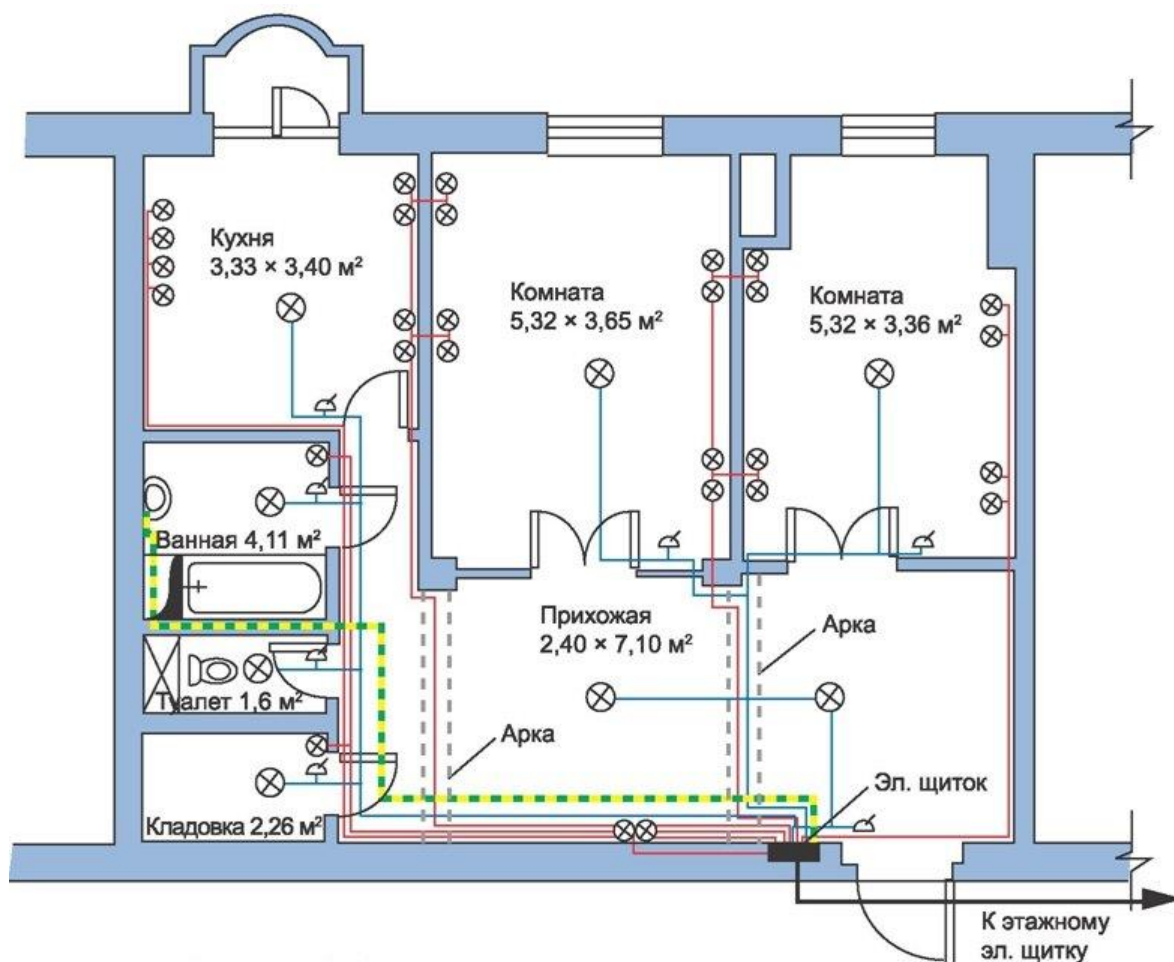 Кухня
3,33 × 3,40 м²
Комната
5,32 × 3,65 м²
Комната
5,32 × 3,36 м²
Ванная 4,11 м²
Прихожая
2,40 × 7,10 м²
Арка
Туалет 1,6 м²
Арка
Эл. щиток
Кладовка 2,26 м²
К этажному
эл. щитку